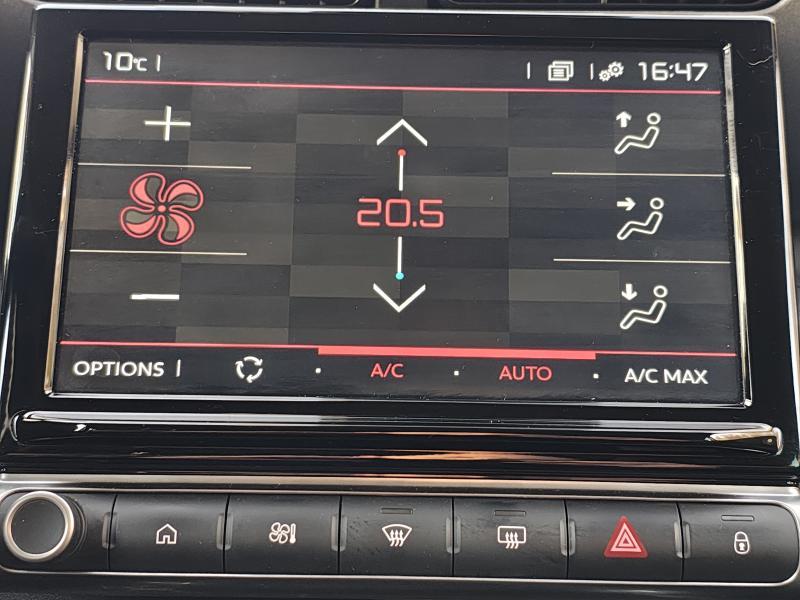 10°C
16:47
20.5
OPTIONS A/C AUTO A/C MAX